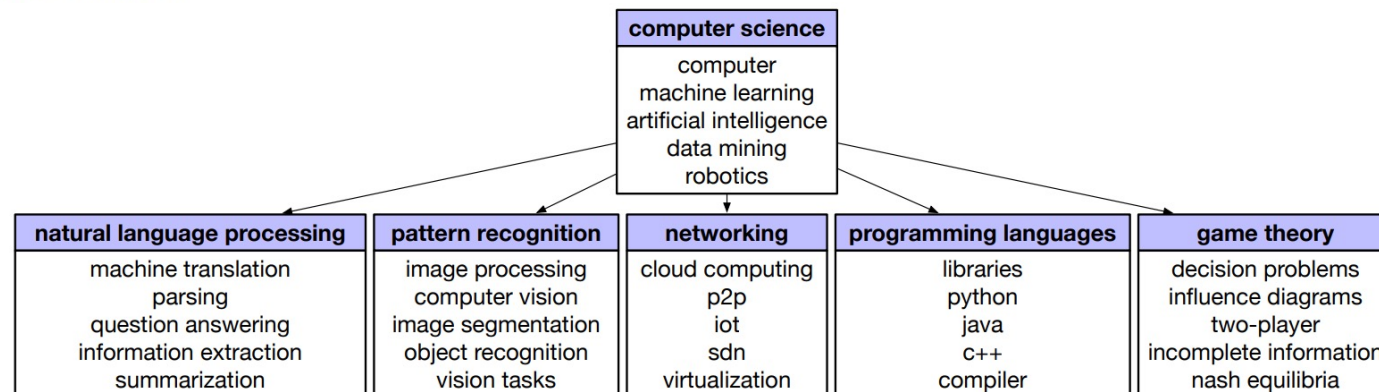 computer science
computer
machine learning
artificial intelligence
data mining
robotics
natural language processing
machine translation
parsing
question answering
information extraction
summarization
pattern recognition
image processing
computer vision
image segmentation
object recognition
vision tasks
networking
cloud computing
p2p
iot
sdn
virtualization
programming languages
libraries
python
java
c++
compiler
game theory
decision problems
influence diagrams
two-player
incomplete information
nash equilibria